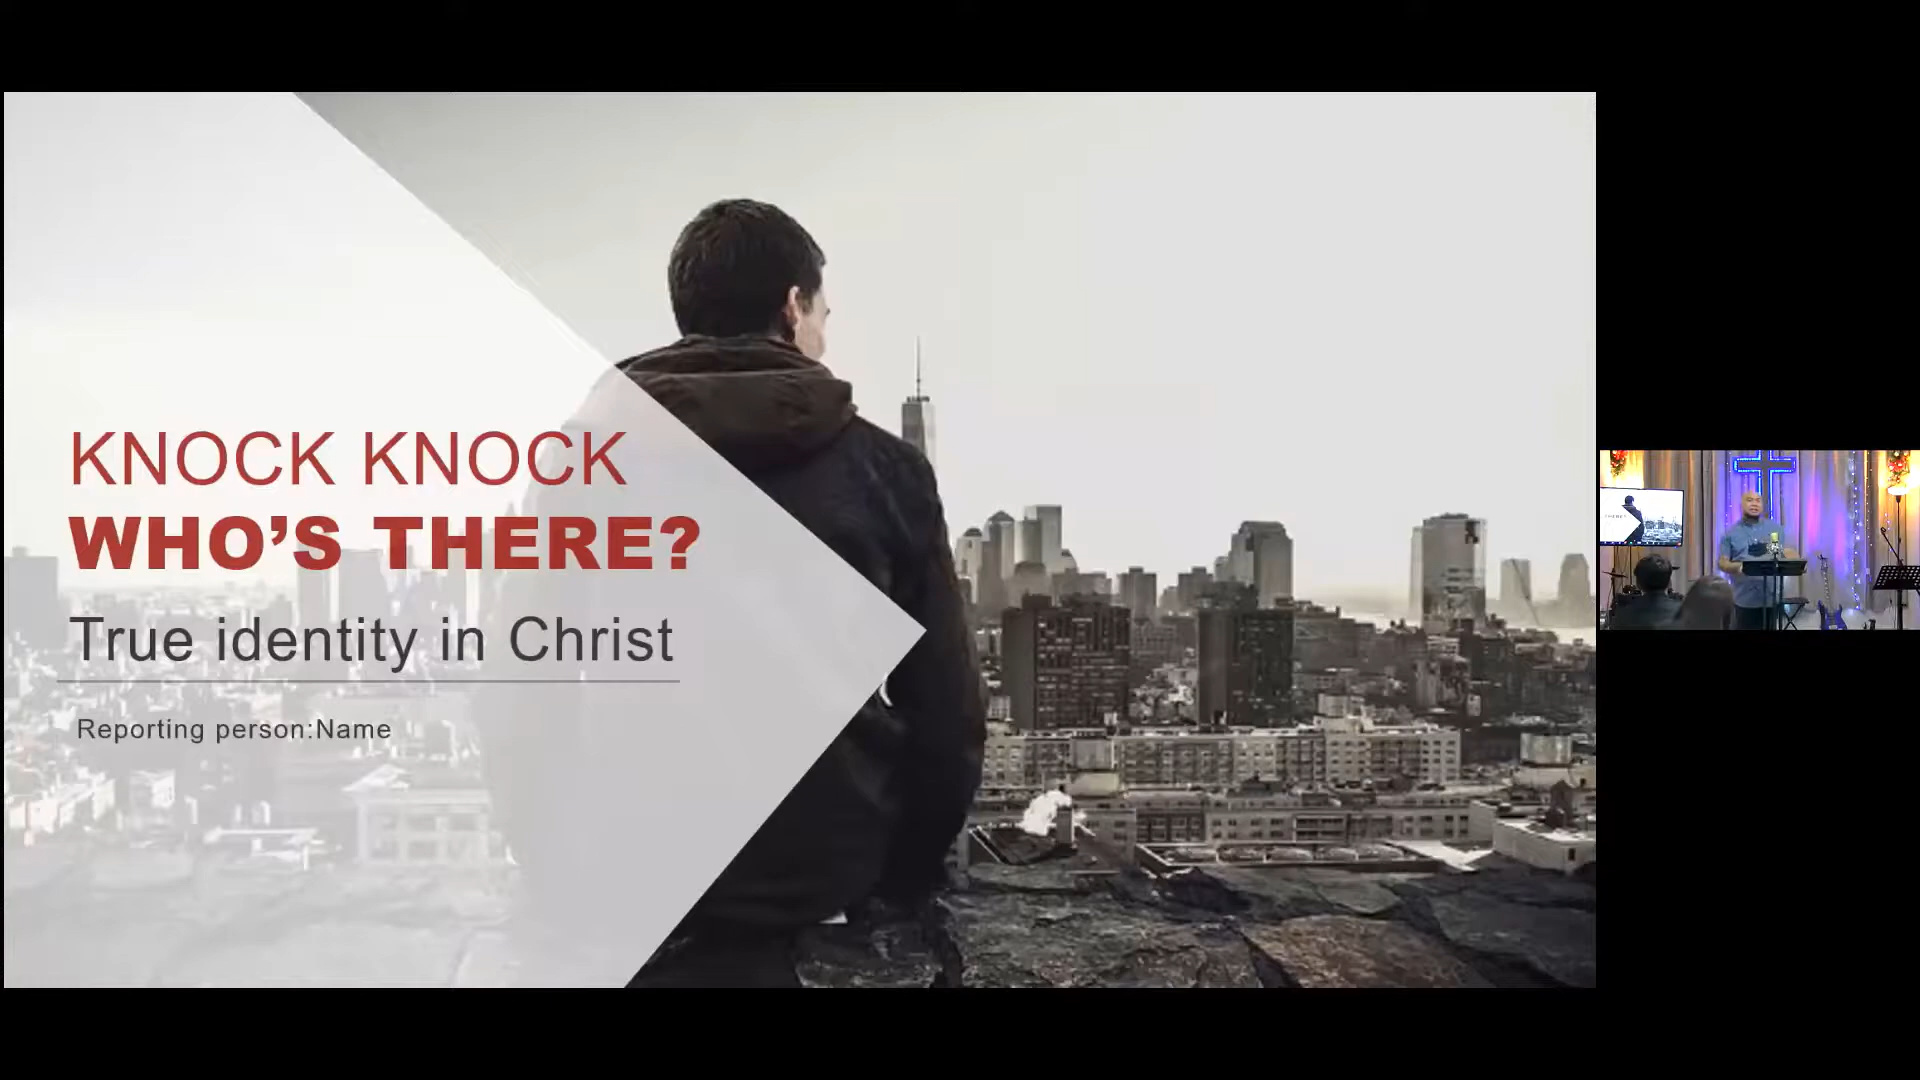 KNOCK KNOCK
WHO’S THERE?
True identity in Christ
Reporting person:Name